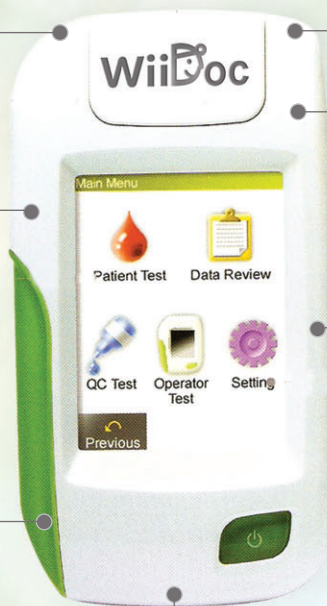 WiiDoc
Main Menu
Patient Test
Data Review
QC Test
Operator
Test
Setting
Previous